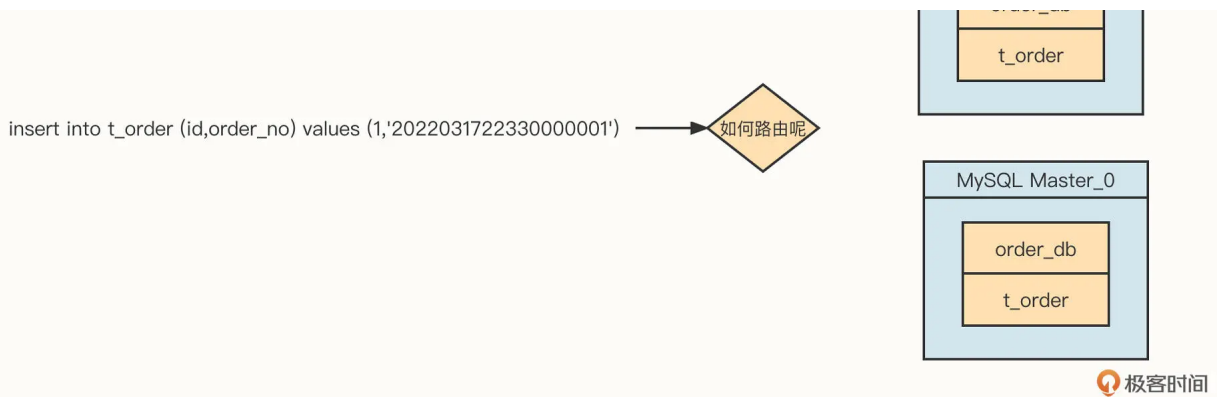 t_order
insert into t_order (id,order_no) values (1,'2022031722330000001')
如何路由呢
MySQL Master_0
order_db
t_order
极客时间